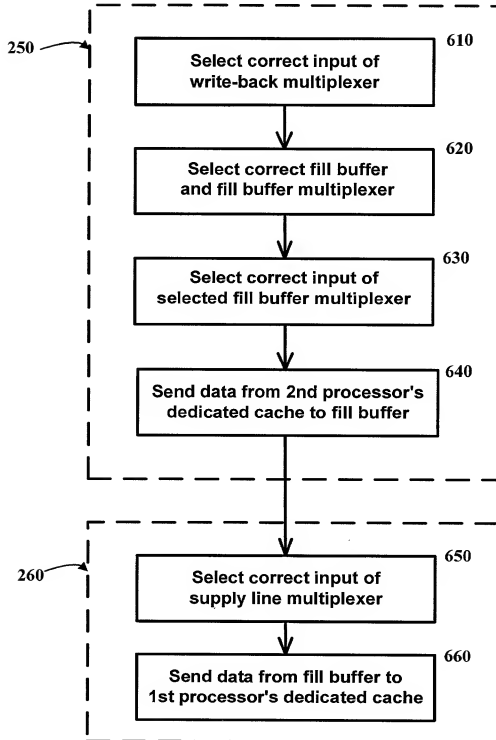 250
610
Select correct input of
write-back multiplexer
620
Select correct fill buffer
and fill buffer multiplexer
630
Select correct input of
selected fill buffer multiplexer
640
Send data from 2nd processor's
dedicated cache to fill buffer
260
650
Select correct input of
supply line multiplexer
660
Send data from fill buffer to
1st processor's dedicated cache